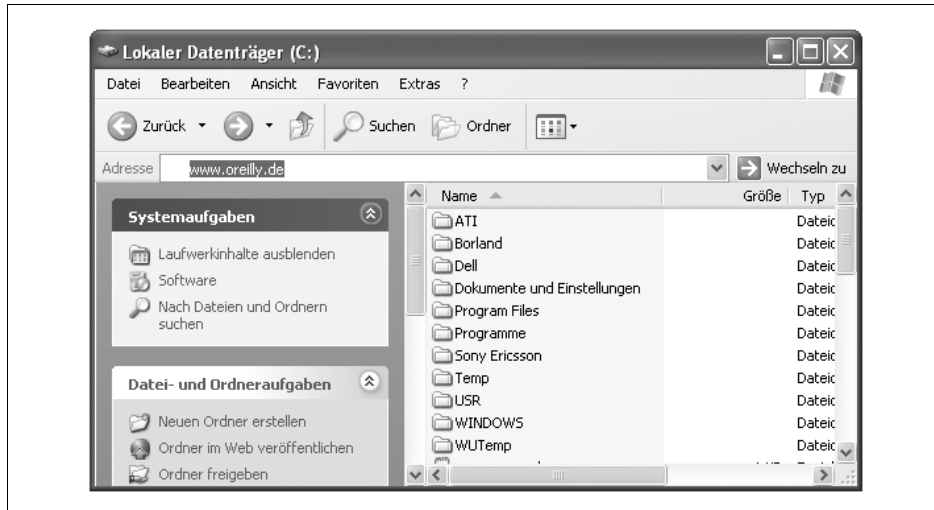 Lokaler Datenträger (C:)
Datei Bearbeiten Ansicht Favoriten Extras ?
Zurück Suchen Ordner
Adresse www.oreilly.de Wechseln zu
Systemaufgaben
Laufwerkinhalte ausblenden
Software
Nach Dateien und Ordnern
suchen
Datei- und Ordneraufgaben
Neuen Ordner erstellen
Ordner im Web veröffentlichen
Ordner freigeben
Name Größe Typ
ATI Dateic
Borland Dateic
Dell Dateic
Dokumente und Einstellungen Dateic
Program Files Dateic
Programme Dateic
Sony Ericsson Dateic
Temp Dateic
USR Dateic
WINDOWS Dateic
WUTemp Dateic